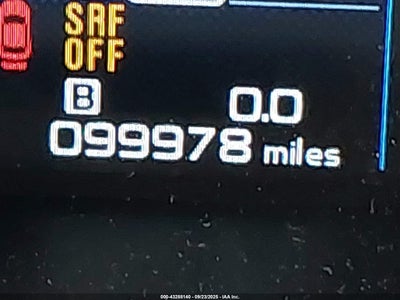 SRF
OFF
B 0.0
099978 miles
000-43288140 - 09/23/2025 - IAA Inc.